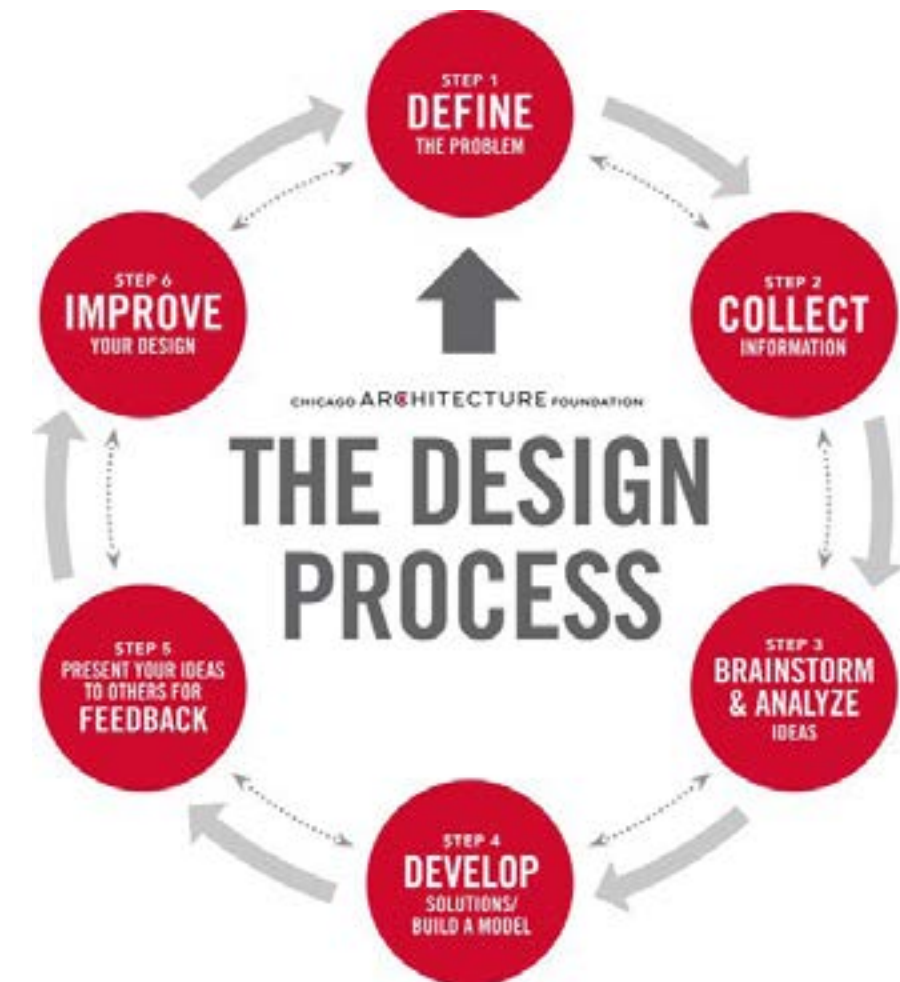 STEP 1
DEFINE
THE PROBLEM
STEP 2
COLLECT
INFORMATION
STEP 3
BRAINSTORM
& ANALYZE
IDEAS
STEP 4
DEVELOP
SOLUTIONS/
BUILD A MODEL
STEP 5
PRESENT YOUR IDEAS
TO OTHERS FOR
FEEDBACK
STEP 6
IMPROVE
YOUR DESIGN
CHICAGO ARCHITECTURE FOUNDATION
THE DESIGN
PROCESS